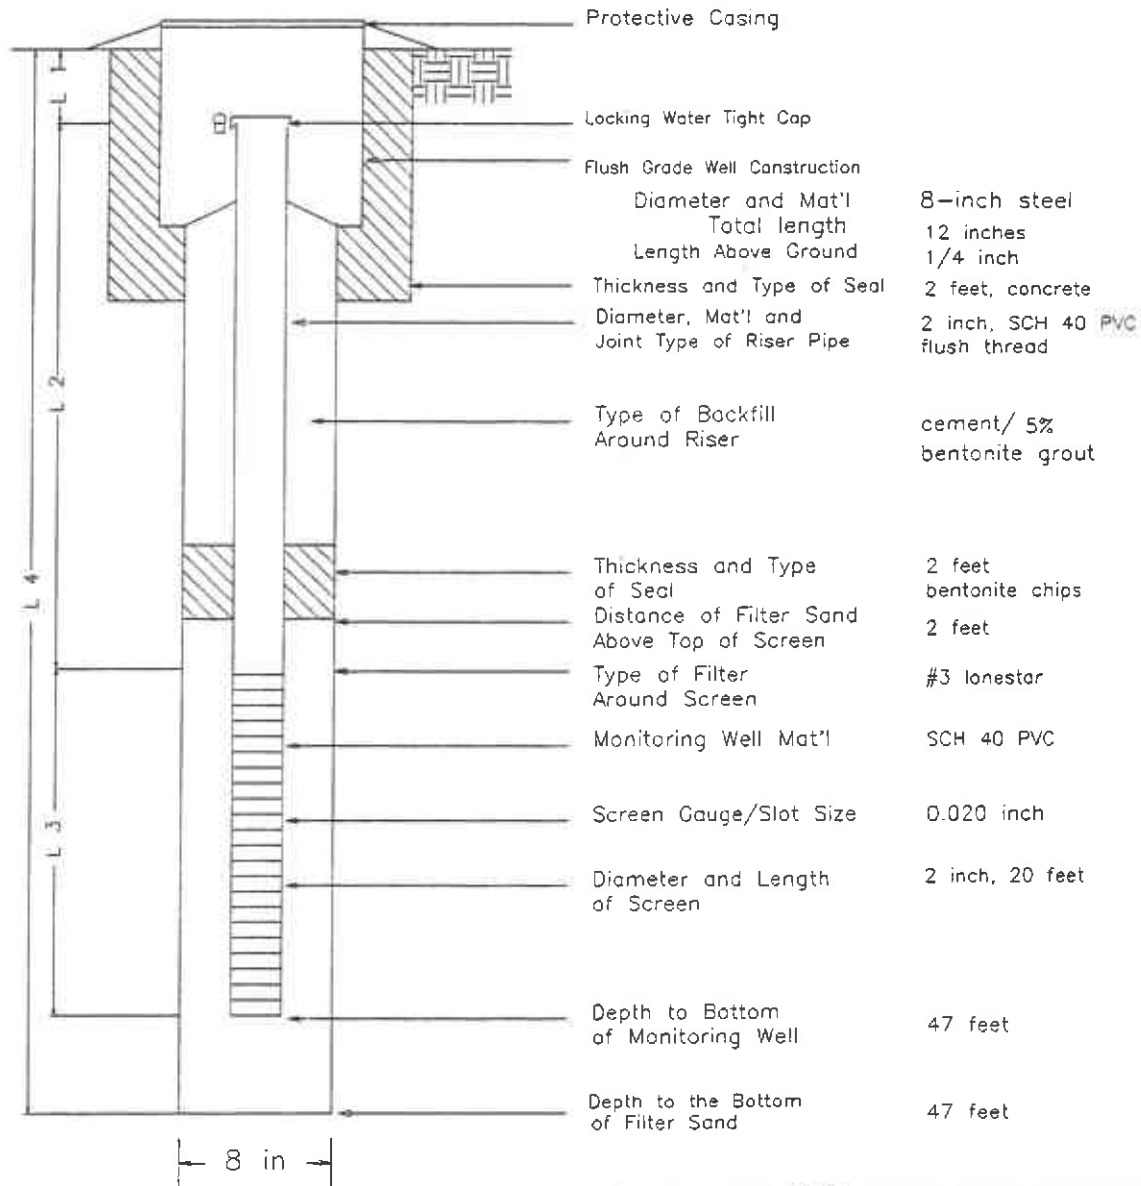 Protective Casing
L 1
Locking Water Tight Cap
Flush Grade Well Construction
Diameter and Mat'l 8-inch steel
Total length 12 inches
Length Above Ground 1/4 inch
Thickness and Type of Seal 2 feet, concrete
Diameter, Mat'l and 2 inch, SCH 40 PVC
Joint Type of Riser Pipe flush thread
L 2
Type of Backfill cement/ 5%
Around Riser bentonite grout
L 4
Thickness and Type 2 feet
of Seal bentonite chips
Distance of Filter Sand
Above Top of Screen 2 feet
Type of Filter #3 lonestar
Around Screen
Monitoring Well Mat'l SCH 40 PVC
L 3
Screen Gauge/Slot Size 0.020 inch
Diameter and Length 2 inch, 20 feet
of Screen
Depth to Bottom 47 feet
of Monitoring Well
Depth to the Bottom 47 feet
of Filter Sand
8 in